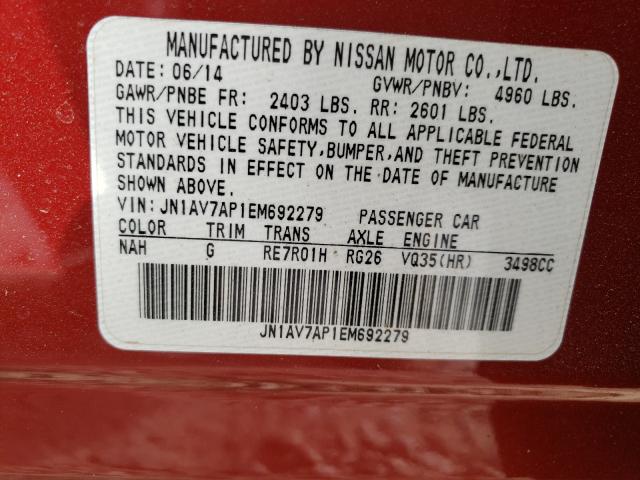 MANUFACTURED BY NISSAN MOTOR CO.,LTD.
DATE: 06/14 GVWR/PNBV: 4960 LBS.
GAWR/PNBE FR: 2403 LBS. RR: 2601 LBS.
THIS VEHICLE CONFORMS TO ALL APPLICABLE FEDERAL
MOTOR VEHICLE SAFETY,BUMPER,AND THEFT PREVENTION
STANDARDS IN EFFECT ON THE DATE OF MANUFACTURE
SHOWN ABOVE.
VIN:JN1AV7AP1EM692279 PASSENGER CAR
COLOR TRIM TRANS AXLE ENGINE
NAH G RE7R01H RG26 VQ35(HR) 3498CC
JN1AV7AP1EM692279